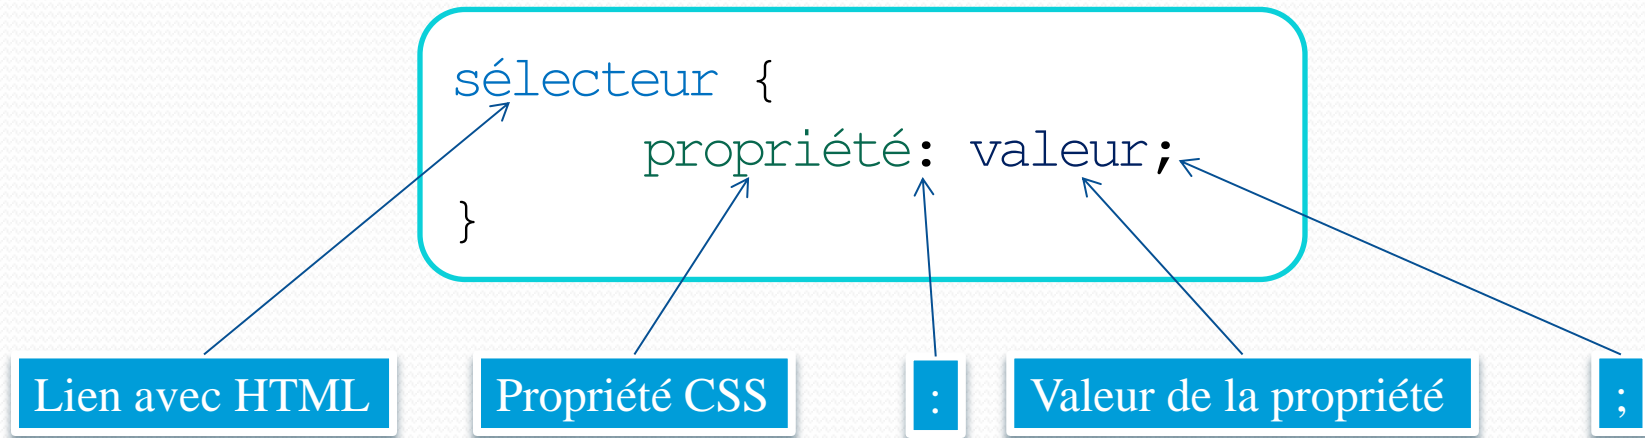 sélecteur {
propriété: valeur;
}
Lien avec HTML
Propriété CSS
:
Valeur de la propriété
;